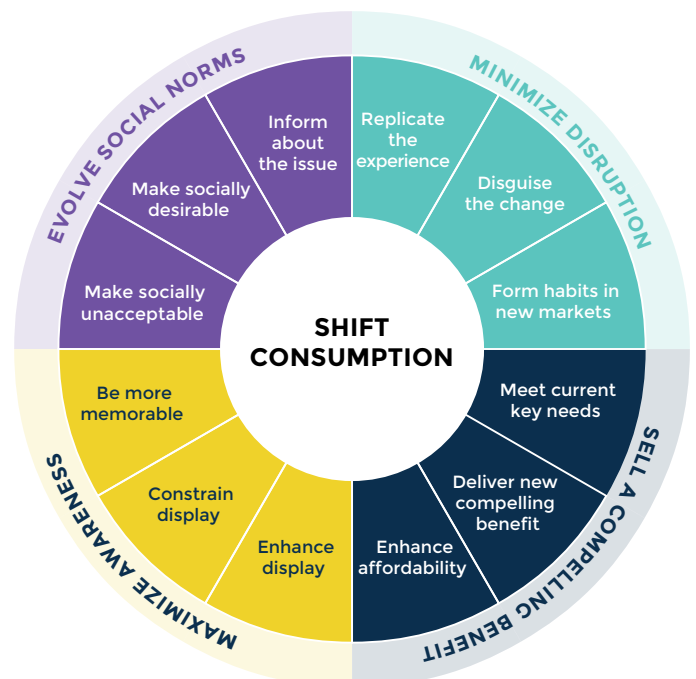 SHIFT
CONSUMPTION
MINIMIZE DISRUPTION
Replicate
the
experience
Disguise
the change
Form habits in
new markets
SELL A COMPELLING BENEFIT
Meet current
key needs
Deliver new
compelling
benefit
Enhance
affordability
MAXIMIZE AWARENESS
Enhance
display
Constrain
display
Be more
memorable
EVOLVE SOCIAL NORMS
Make socially
unacceptable
Make socially
desirable
Inform
about
the issue